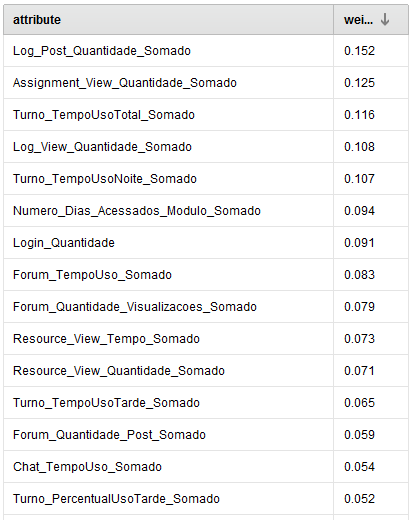 attribute wei...
Log_Post_Quantidade_Somado 0.152
Assignment_View_Quantidade_Somado 0.125
Turno_TempoUsoTotal_Somado 0.116
Log_View_Quantidade_Somado 0.108
Turno_TempoUsoNoite_Somado 0.107
Numero_Dias_Acessados_Modulo_Somado 0.094
Login_Quantidade 0.091
Forum_TempoUso_Somado 0.083
Forum_Quantidade_Visualizacoes_Somado 0.079
Resource_View_Tempo_Somado 0.073
Resource_View_Quantidade_Somado 0.071
Turno_TempoUsoTarde_Somado 0.065
Forum_Quantidade_Post_Somado 0.059
Chat_TempoUso_Somado 0.054
Turno_PercentualUsoTarde_Somado 0.052